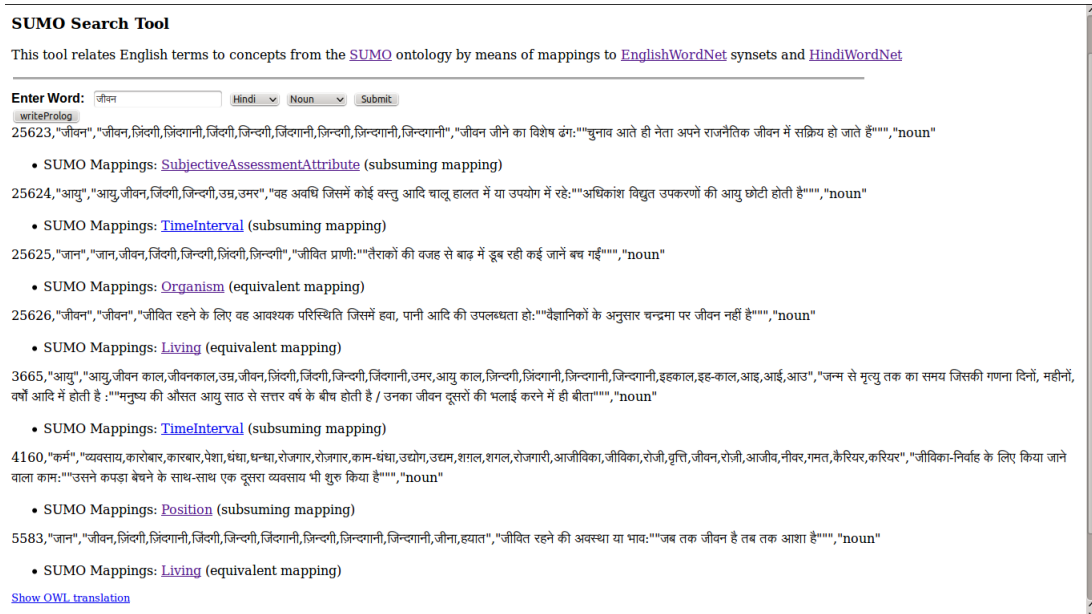 SUMO Search Tool
This tool relates English terms to concepts from the SUMO ontology by means of mappings to EnglishWordNet synsets and HindiWordNet
Enter Word: जीवन Hindi Noun Submit
writeProlog
25623,"जीवन","जीवन,ज़िंदगी,ज़िंदगानी,जिंदगी,जिन्दगी,जिंदगानी,ज़िन्दगी,ज़िन्दगानी,जिन्दगानी","जीवन जीने का विशेष ढंग:""चुनाव आते ही नेता अपने राजनैतिक जीवन में सक्रिय हो जाते हैं""","noun"
• SUMO Mappings: SubjectiveAssessmentAttribute (subsuming mapping)
25624,"आयु","आयु,जीवन,जिंदगी,जिन्दगी,उम्र,उमर","वह अवधि जिसमें कोई वस्तु आदि चालू हालत में या उपयोग में रहे:""अधिकांश विद्युत उपकरणों की आयु छोटी होती है""","noun"
• SUMO Mappings: TimeInterval (subsuming mapping)
25625,"जान","जान,जीवन,जिंदगी,जिन्दगी,ज़िंदगी,ज़िन्दगी","जीवित प्राणी:""तैराकों की वजह से बाढ़ में डूब रही कई जानें बच गईं""","noun"
• SUMO Mappings: Organism (equivalent mapping)
25626,"जीवन","जीवन","जीवित रहने के लिए वह आवश्यक परिस्थिति जिसमें हवा, पानी आदि की उपलब्धता हो:""वैज्ञानिकों के अनुसार चन्द्रमा पर जीवन नहीं है""","noun"
• SUMO Mappings: Living (equivalent mapping)
3665,"आयु","आयु,जीवन काल,जीवनकाल,उम्र,जीवन,ज़िंदगी,जिंदगी,जिन्दगी,जिंदगानी,उमर,आयु काल,ज़िन्दगी,ज़िंदगानी,ज़िन्दगानी,जिन्दगानी,इहकाल,इह-काल,आइ,आई,आउ","जन्म से मृत्यु तक का समय जिसकी गणना दिनों, महीनों,
वर्षों आदि में होती है :""मनुष्य की औसत आयु साठ से सत्तर वर्ष के बीच होती है / उनका जीवन दूसरों की भलाई करने में ही बीता""","noun"
• SUMO Mappings: TimeInterval (subsuming mapping)
4160,"कर्म","व्यवसाय,कारोबार,कारबार,पेशा,धंधा,धन्धा,रोजगार,रोज़गार,काम-धंधा,उद्योग,उद्यम,शग़ल,शगल,रोजगारी,आजीविका,जीविका,रोजी,वृत्ति,जीवन,रोज़ी,आजीव,नीवर,गमत,कैरियर,करियर","जीविका-निर्वाह के लिए किया जाने
वाला काम:""उसने कपड़ा बेचने के साथ-साथ एक दूसरा व्यवसाय भी शुरु किया है""","noun"
• SUMO Mappings: Position (subsuming mapping)
5583,"जान","जीवन,ज़िंदगी,ज़िंदगानी,जिंदगी,जिन्दगी,जिंदगानी,ज़िन्दगी,ज़िन्दगानी,जिन्दगानी,जीना,हयात","जीवित रहने की अवस्था या भाव:""जब तक जीवन है तब तक आशा है""","noun"
• SUMO Mappings: Living (equivalent mapping)
Show OWL translation